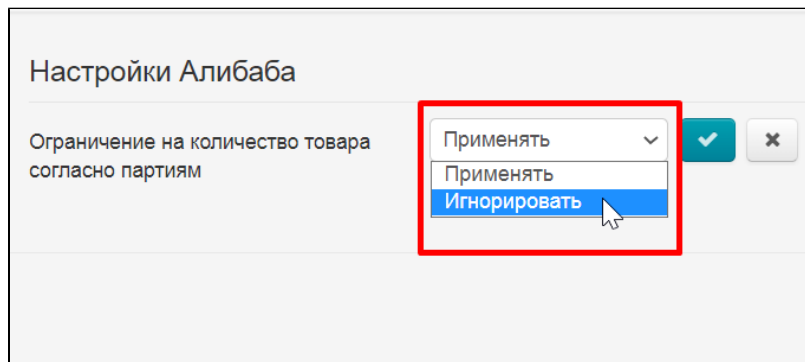 Настройки Алибаба
Ограничение на количество товара
согласно партиям
Применять
Применять
Игнорировать